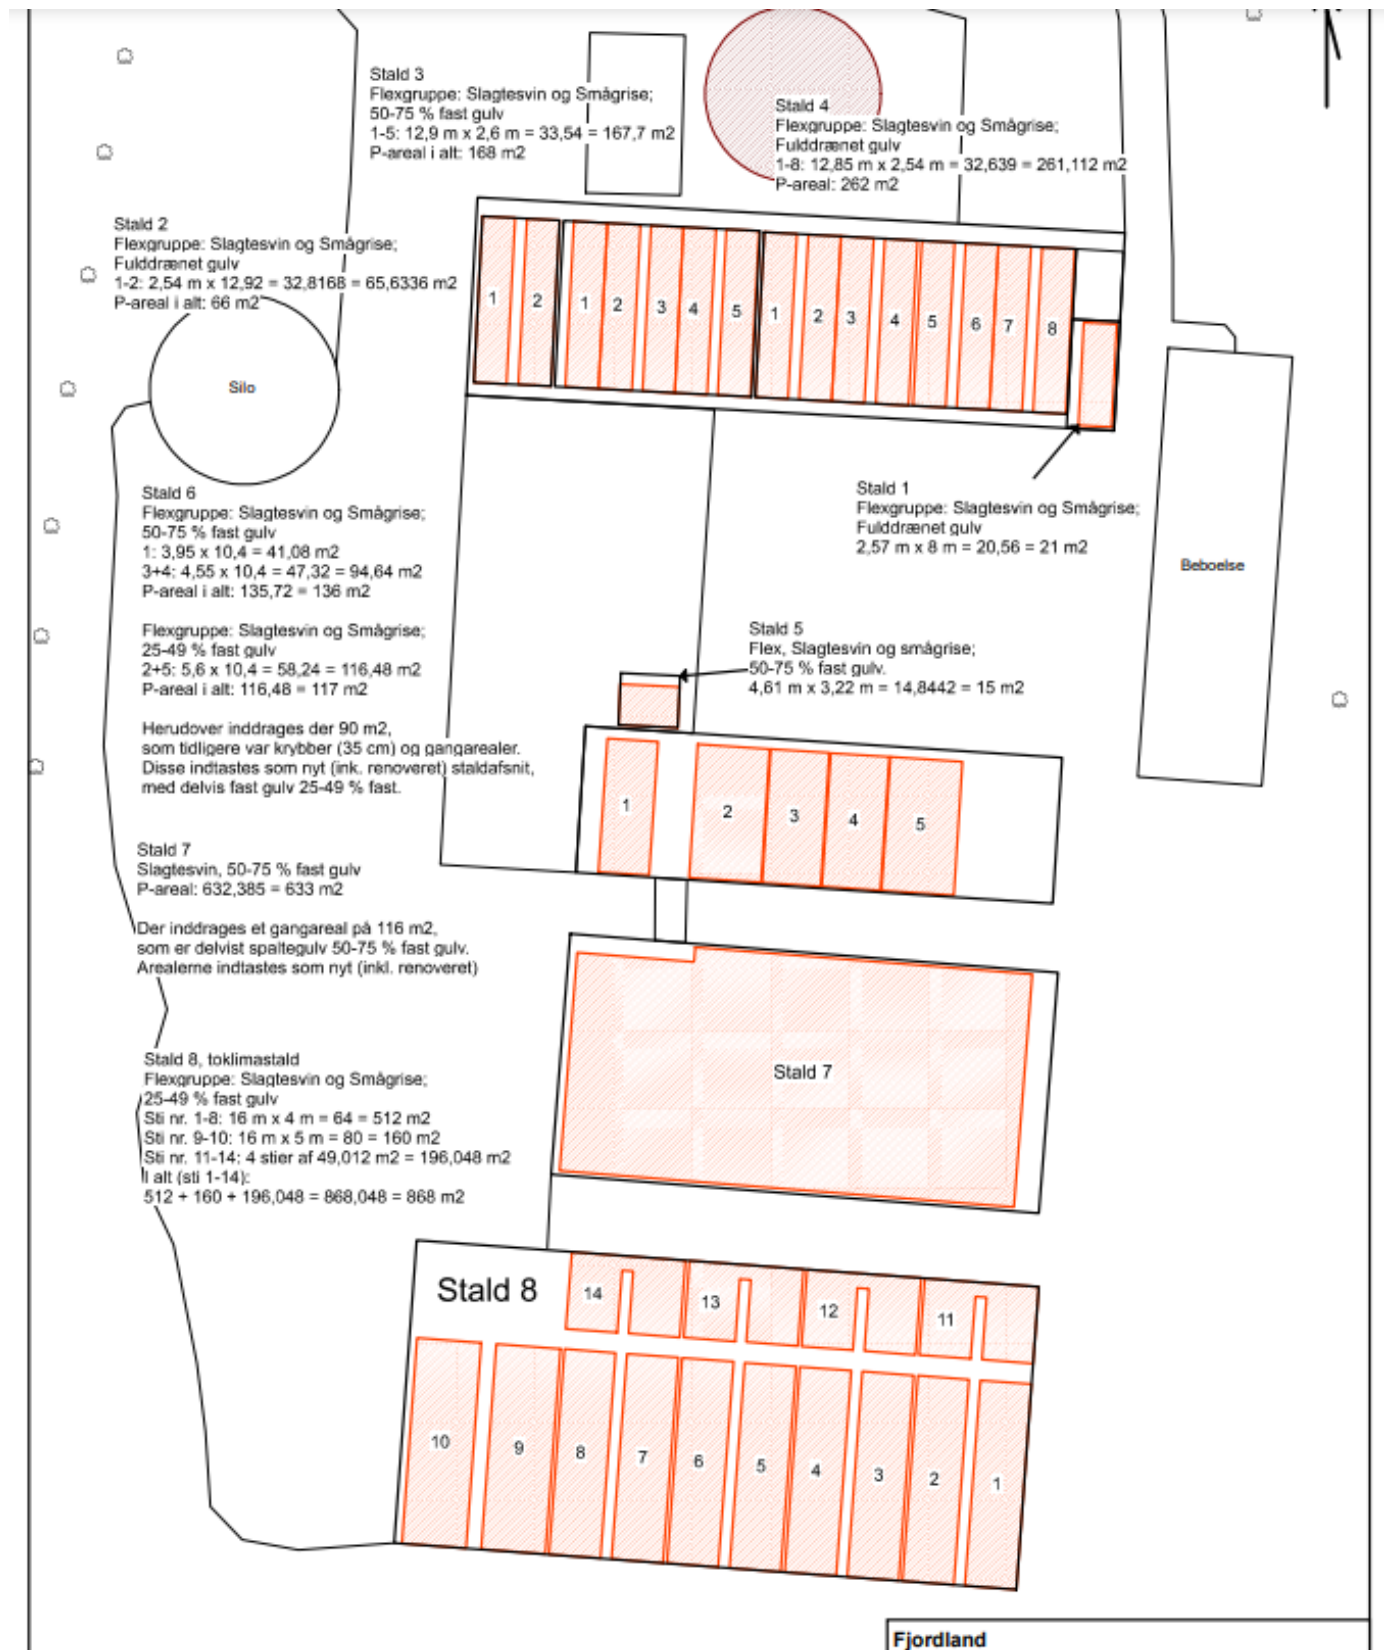 Stald 3
Flexgruppe: Slagtesvin og Smågrise;
50-75 % fast gulv
1-5: 12,9 m x 2,6 m = 33,54 = 167,7 m2
P-areal i alt: 168 m2
Stald 4
Flexgruppe: Slagtesvin og Smågrise;
Fulddrænet gulv
1-8: 12,85 m x 2,54 m = 32,639 = 261,112 m2
P-areal: 262 m2
Stald 2
Flexgruppe: Slagtesvin og Smågrise;
Fulddrænet gulv
1-2: 2,54 m x 12,92 = 32,8168 = 65,6336 m2
P-areal i alt: 66 m2
1 2 1 2 3 4 5 1 2 3 4 5 6 7 8
Silo
Stald 1
Flexgruppe: Slagtesvin og Smågrise;
Fulddrænet gulv
2,57 m x 8 m = 20,56 = 21 m2
Beboelse
Stald 6
Flexgruppe: Slagtesvin og Smågrise;
50-75 % fast gulv
1: 3,95 x 10,4 = 41,08 m2
3+4: 4,55 x 10,4 = 47,32 = 94,64 m2
P-areal i alt: 135,72 = 136 m2
Flexgruppe: Slagtesvin og Smågrise;
25-49 % fast gulv
2+5: 5,6 x 10,4 = 58,24 = 116,48 m2
P-areal i alt: 116,48 = 117 m2
Herudover inddrages der 90 m2,
som tidligere var krybber (35 cm) og gangarealer.
Disse indtastes som nyt (ink. renoveret) staldafsnit,
med delvis fast gulv 25-49 % fast.
Stald 5
Flex, Slagtesvin og smågrise;
50-75 % fast gulv.
4,61 m x 3,22 m = 14,8442 = 15 m2
1 2 3 4 5
Stald 7
Slagtesvin, 50-75 % fast gulv
P-areal: 632,385 = 633 m2
Der inddrages et gangareal på 116 m2,
som er delvist spaltegulv 50-75 % fast gulv.
Arealerne indtastes som nyt (inkl. renoveret)
Stald 7
Stald 8, toklimastald
Flexgruppe: Slagtesvin og Smågrise;
25-49 % fast gulv
Sti nr. 1-8: 16 m x 4 m = 64 = 512 m2
Sti nr. 9-10: 16 m x 5 m = 80 = 160 m2
Sti nr. 11-14: 4 stier af 49,012 m2 = 196,048 m2
I alt (sti 1-14):
512 + 160 + 196,048 = 868,048 = 868 m2
Stald 8
14 13 12 11
10 9 8 7 6 5 4 3 2 1
Fjordland